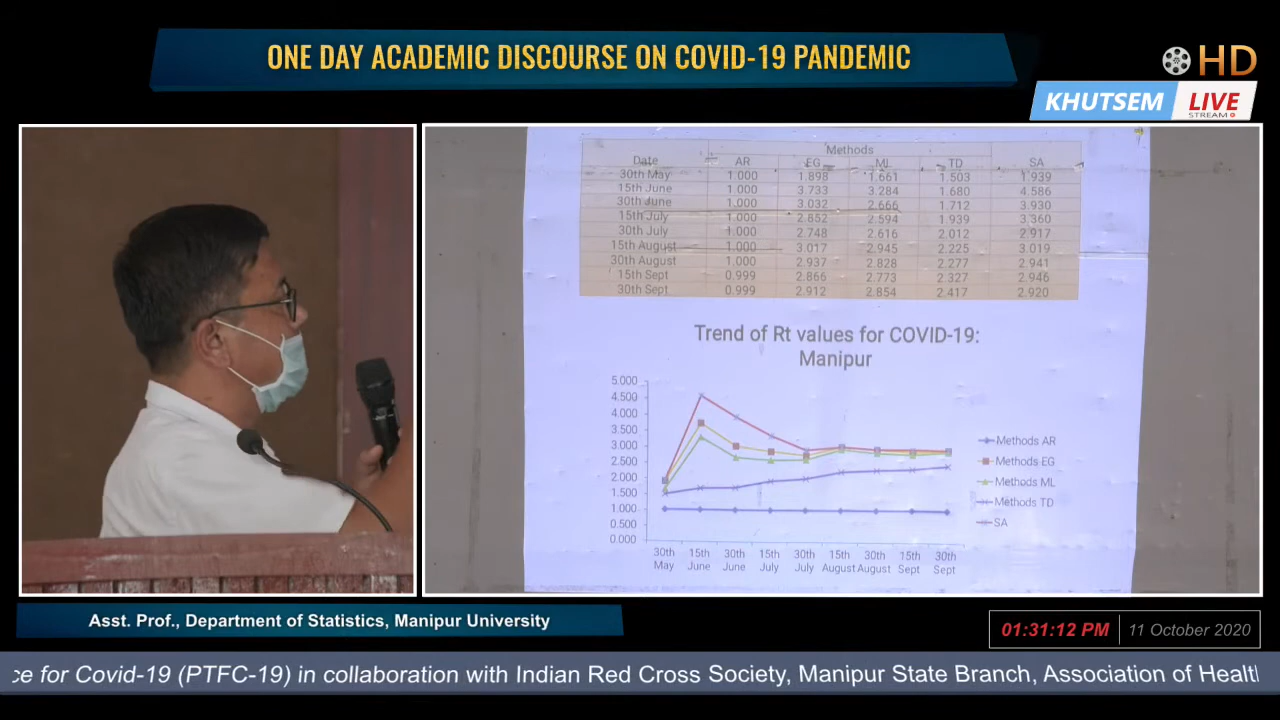 ONE DAY ACADEMIC DISCOURSE ON COVID-19 PANDEMIC
HD
KHUTSEM LIVE
STREAM
Methods
Date AR EG ML TD SA
30th May 1.000 1.898 1.661 1.503 1.939
15th June 1.000 3.733 3.284 1.680 4.586
30th June 1.000 3.032 2.666 1.712 3.930
15th July 1.000 2.852 2.594 1.939 3.360
30th July 1.000 2.748 2.616 2.012 2.917
15th August 1.000 3.017 2.945 2.225 3.019
30th August 1.000 2.937 2.828 2.277 2.941
15th Sept 0.999 2.866 2.773 2.327 2.946
30th Sept 0.999 2.912 2.854 2.417 2.920
Trend of Rt values for COVID-19:
Manipur
5.000
4.500
4.000
3.500
3.000
2.500
2.000
1.500
1.000
0.500
0.000
30th 15th 30th 15th 30th 15th 30th 15th 30th
May June June July July August August Sept Sept
Methods AR
Methods EG
Methods ML
Methods TD
SA
Asst. Prof., Department of Statistics, Manipur University
01:31:12 PM 11 October 2020
ce for Covid-19 (PTFC-19) in collaboration with Indian Red Cross Society, Manipur State Branch, Association of Healt